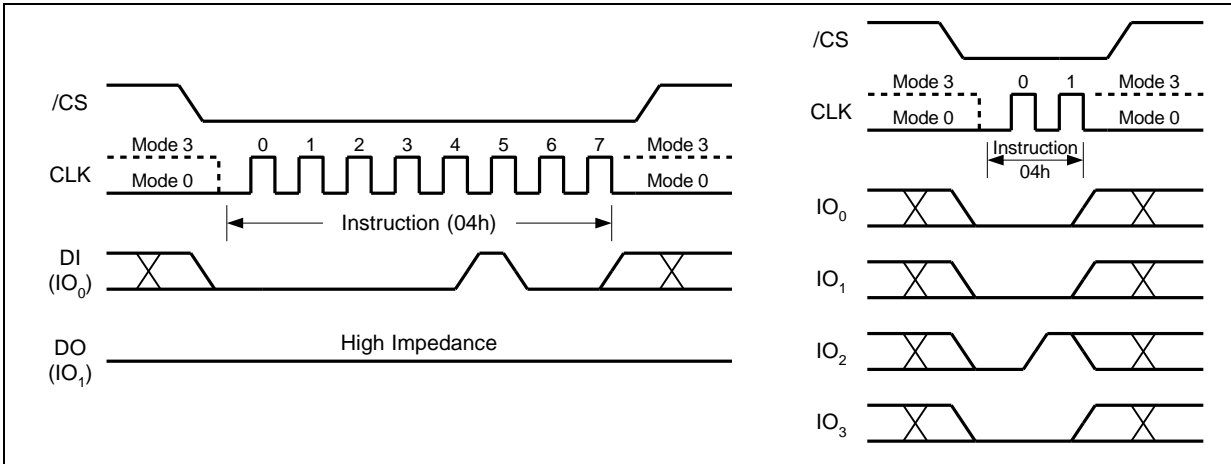 /CS
Mode 3 0 1 2 3 4 5 6 7 Mode 3
CLK
Mode 0 Mode 0
Instruction (04h)
DI
(IO0)
High Impedance
DO
(IO1)
/CS
Mode 3 0 1 Mode 3
CLK
Mode 0 Mode 0
Instruction
04h
IO0
IO1
IO2
IO3